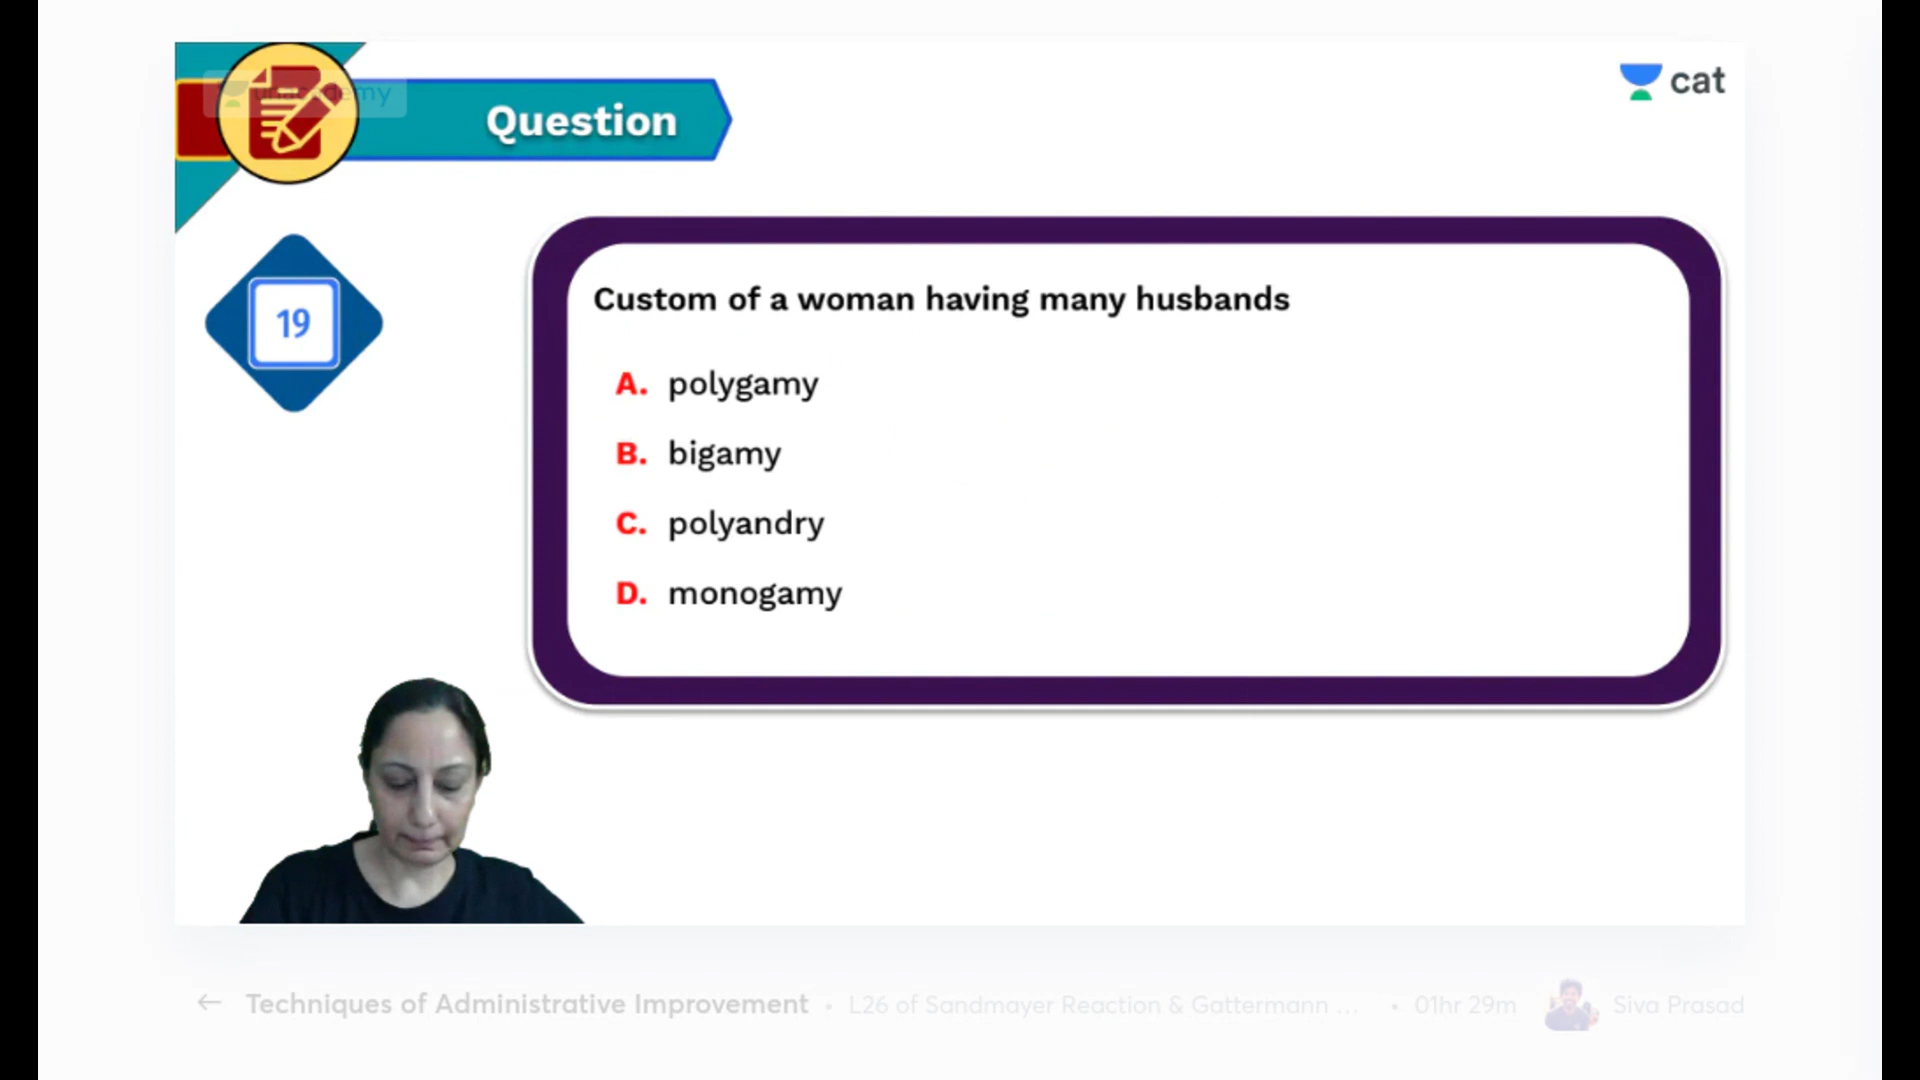 unacademy
Question
cat
19
Custom of a woman having many husbands
A. polygamy
B. bigamy
C. polyandry
D. monogamy
← Techniques of Administrative Improvement • L26 of Sandmayer Reaction & Gattermann ... • 01hr 29m Siva Prasad